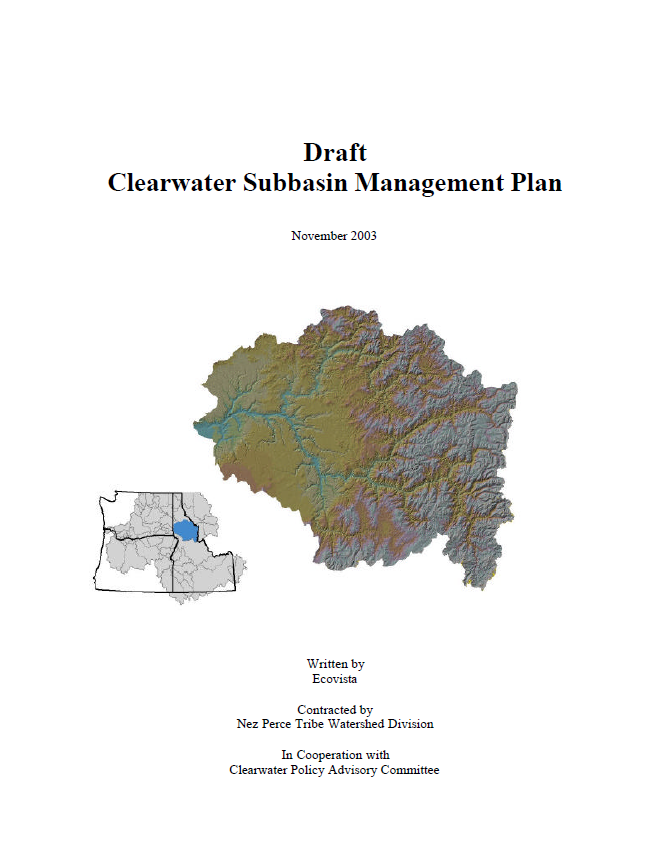 Draft
Clearwater Subbasin Management Plan
November 2003
Written by
Ecovista
Contracted by
Nez Perce Tribe Watershed Division
In Cooperation with
Clearwater Policy Advisory Committee